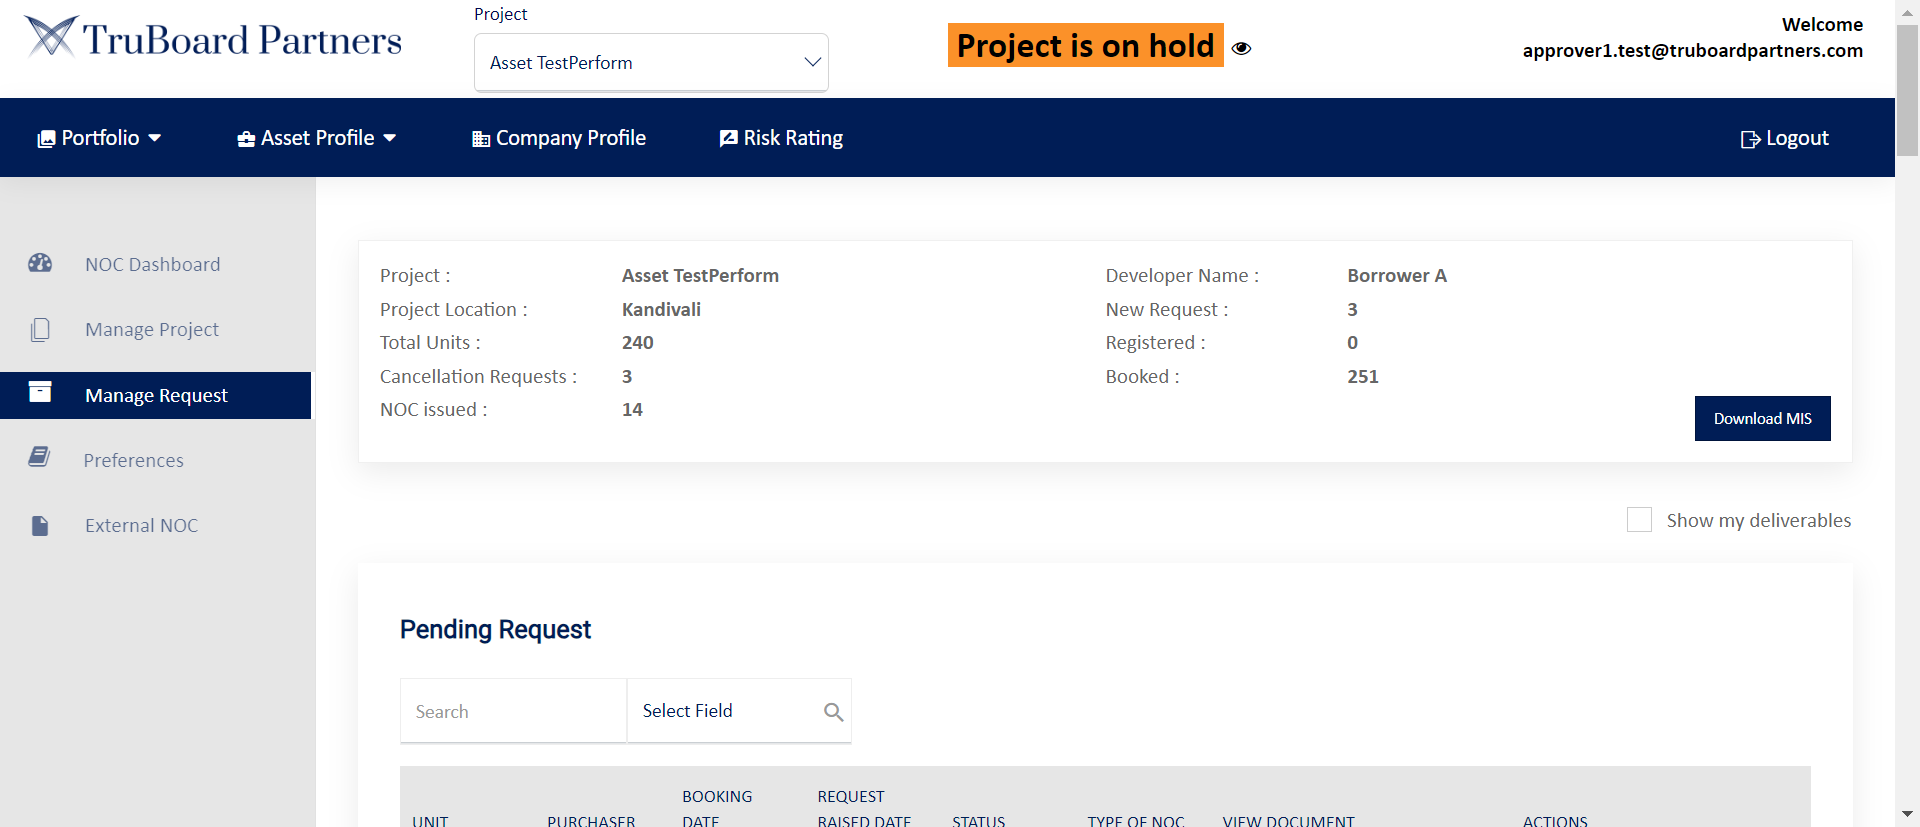 TruBoard Partners
Project
Asset TestPerform
Project is on hold
Welcome
approver1.test@truboardpartners.com
Portfolio
Asset Profile
Company Profile
Risk Rating
Logout
NOC Dashboard
Manage Project
Manage Request
Preferences
External NOC
Project : Asset TestPerform
Developer Name : Borrower A
Project Location : Kandivali
New Request : 3
Total Units : 240
Registered : 0
Cancellation Requests : 3
Booked : 251
NOC issued : 14
Download MIS
Show my deliverables
Pending Request
Search
Select Field
UNIT
PURCHASER
BOOKING
DATE
REQUEST
RAISED DATE
STATUS
TYPE OF NOC
VIEW DOCUMENT
ACTIONS